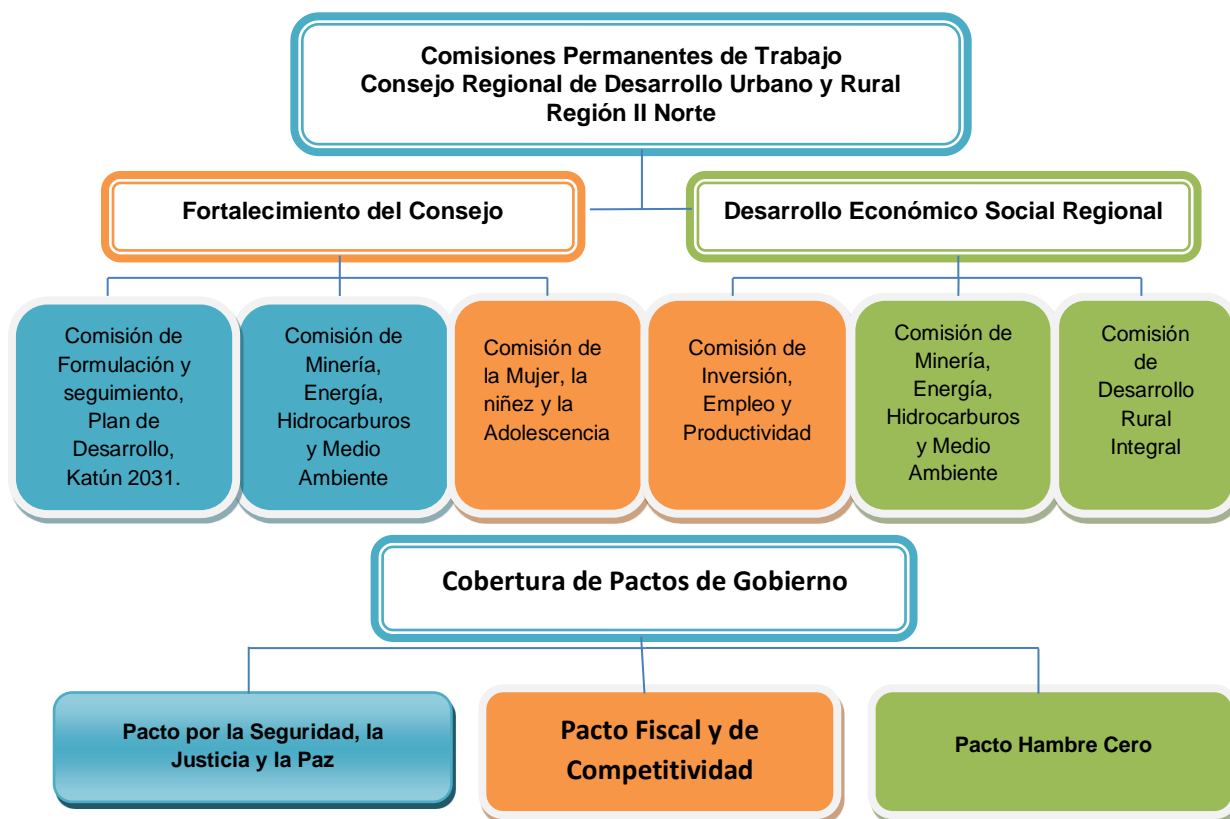 Comisiones Permanentes de Trabajo
Consejo Regional de Desarrollo Urbano y Rural
Región II Norte
Fortalecimiento del Consejo
Desarrollo Económico Social Regional
Comisión de
Formulación y
seguimiento,
Plan de
Desarrollo,
Katún 2031.
Comisión de
Minería,
Energía,
Hidrocarburos
y Medio
Ambiente
Comisión de
la Mujer, la
niñez y la
Adolescencia
Comisión de
Inversión,
Empleo y
Productividad
Comisión de
Minería,
Energía,
Hidrocarburos
y Medio
Ambiente
Comisión
de
Desarrollo
Rural
Integral
Cobertura de Pactos de Gobierno
Pacto por la Seguridad, la
Justicia y la Paz
Pacto Fiscal y de
Competitividad
Pacto Hambre Cero